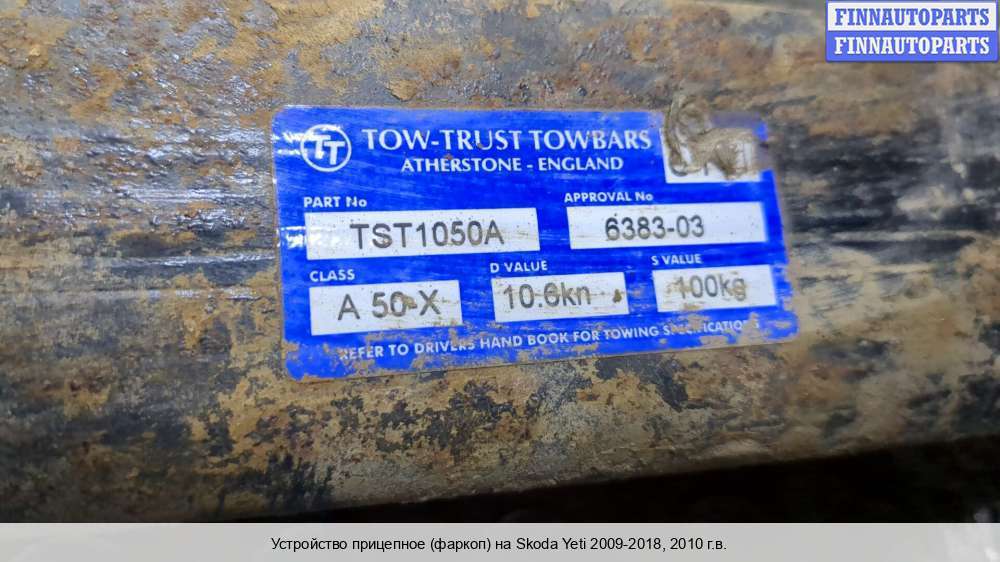 FINNAUTOPARTS
FINNAUTOPARTS
TT TOW-TRUST TOWBARS
ATHERSTONE - ENGLAND
PART No APPROVAL No
TST1050A 6383-03
CLASS D VALUE S VALUE
A 50-X 10.6kn 100kg
REFER TO DRIVERS HAND BOOK FOR TOWING SPECIFICATIONS
Устройство прицепное (фаркоп) на Skoda Yeti 2009-2018, 2010 г.в.